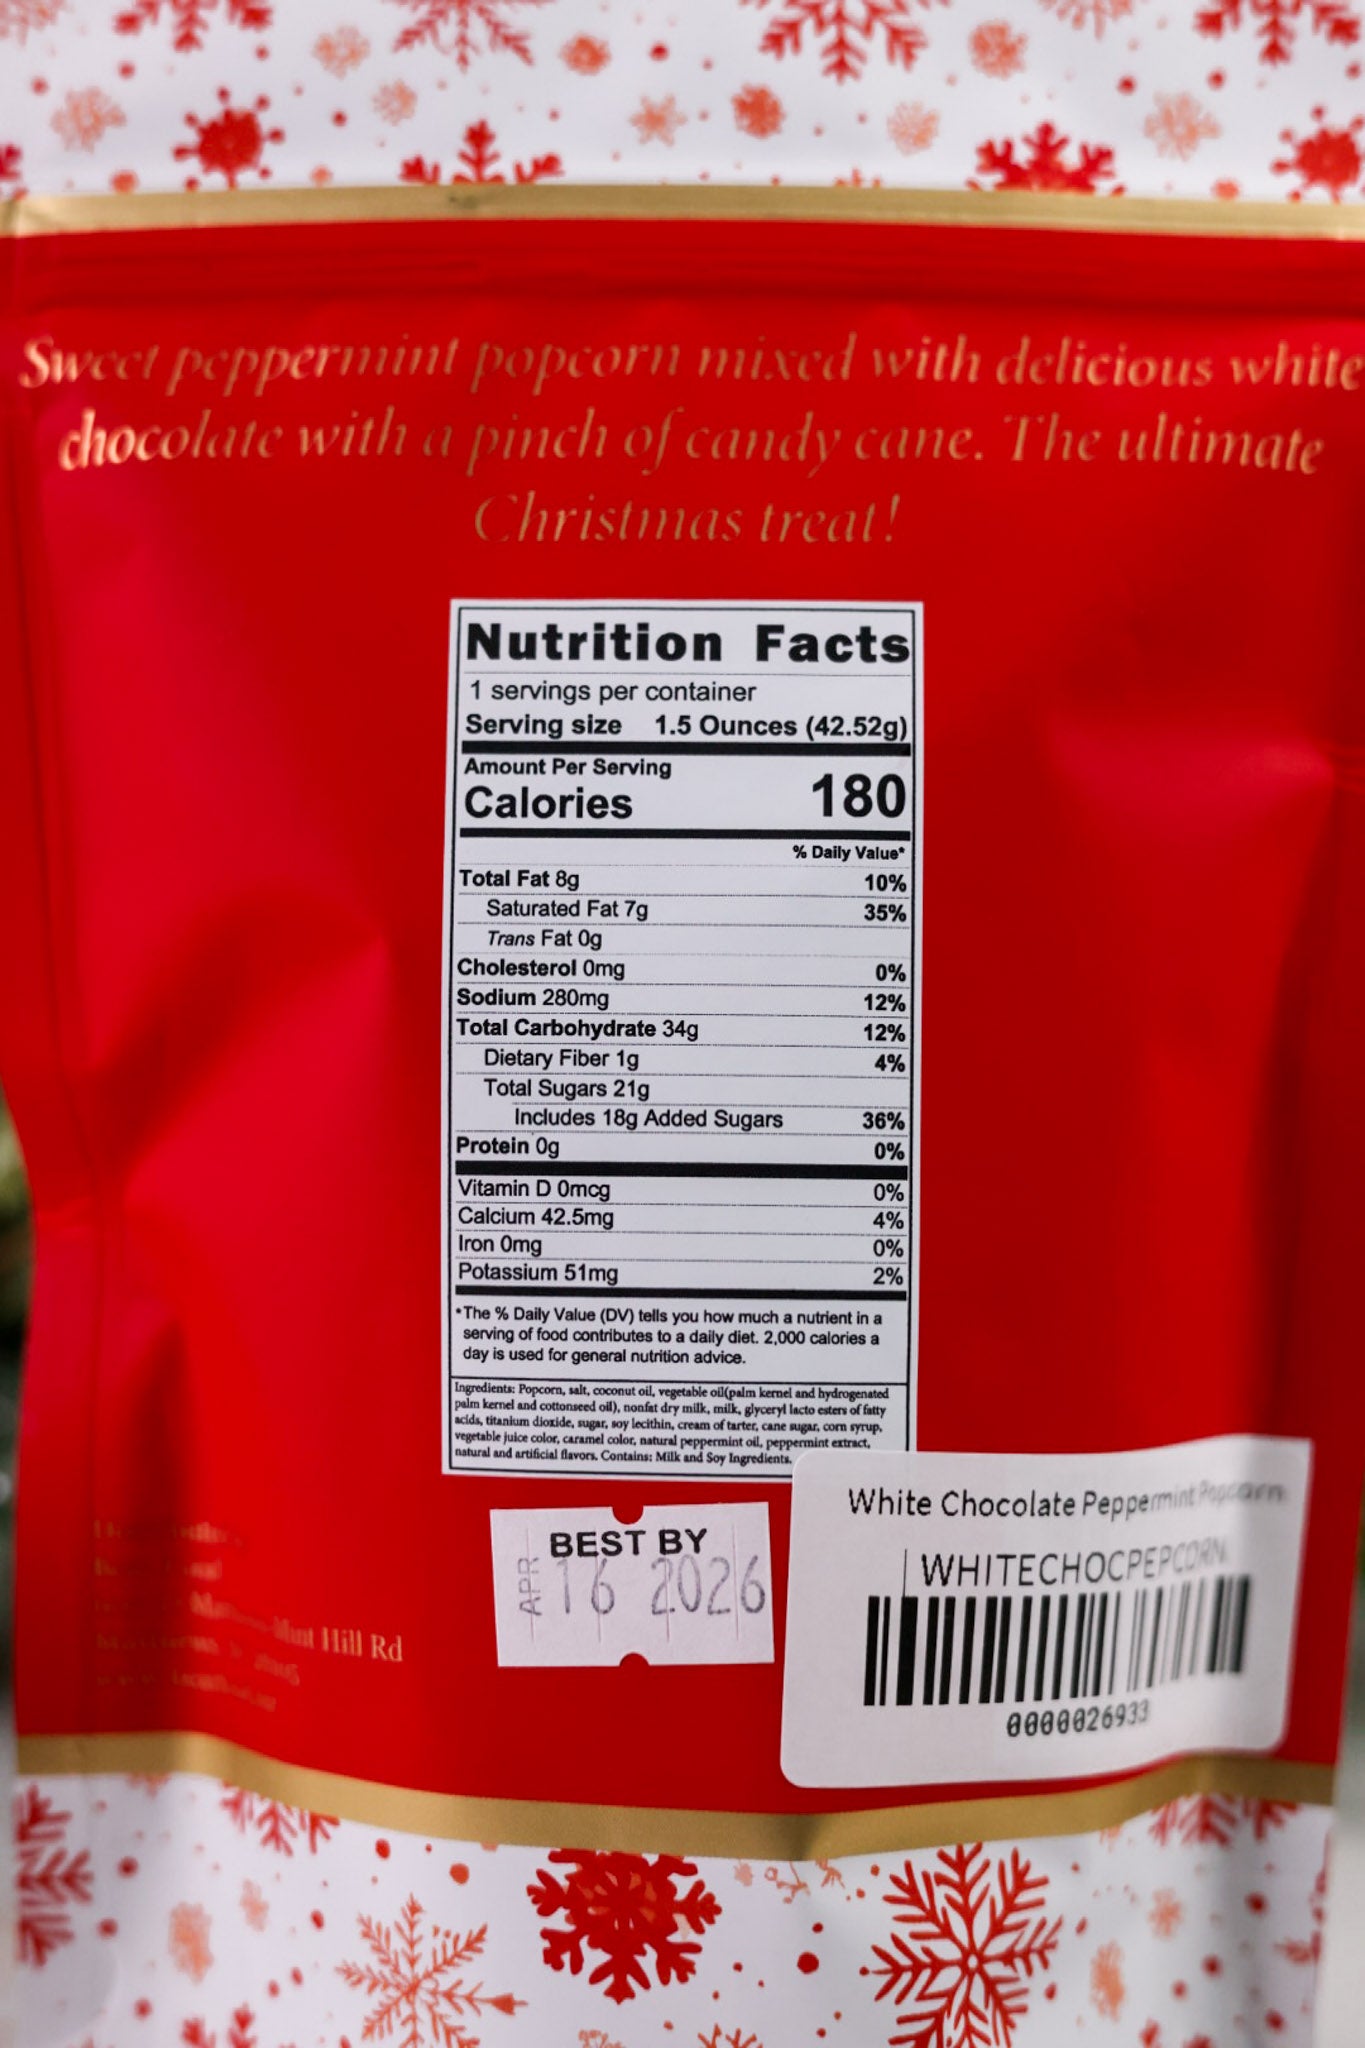 Sweet peppermint popcorn mixed with delicious white
chocolate with a pinch of candy cane. The ultimate
Christmas treat!
Nutrition Facts
1 servings per container
Serving size 1.5 Ounces (42.52g)
Amount Per Serving
Calories 180
% Daily Value*
Total Fat 8g 10%
Saturated Fat 7g 35%
Trans Fat 0g
Cholesterol 0mg 0%
Sodium 280mg 12%
Total Carbohydrate 34g 12%
Dietary Fiber 1g 4%
Total Sugars 21g
Includes 18g Added Sugars 36%
Protein 0g 0%
Vitamin D 0mcg 0%
Calcium 42.5mg 4%
Iron 0mg 0%
Potassium 51mg 2%
*The % Daily Value (DV) tells you how much a nutrient in a
serving of food contributes to a daily diet. 2,000 calories a
day is used for general nutrition advice.
Ingredients: Popcorn, salt, coconut oil, vegetable oil(palm kernel and hydrogenated
palm kernel and cottonseed oil), nonfat dry milk, milk, glyceryl lacto esters of fatty
acids, titanium dioxide, sugar, soy lecithin, cream of tarter, cane sugar, corn syrup,
vegetable juice color, caramel color, natural peppermint oil, peppermint extract,
natural and artificial flavors. Contains: Milk and Soy Ingredients.
BEST BY
APR 16 2026
White Chocolate Peppermint Popcorn
WHITECHOCPEPCORN
0000026933
Mint Hill Rd